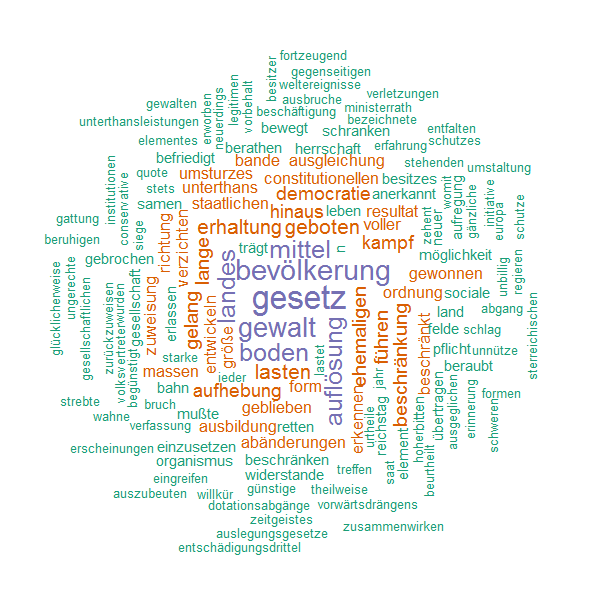 fortzeugend
gegenseitigen
weltereignisse
besitzer
verletzungen
gewalten
legitimen
ausbruche
ministerrath
vorbehalt
neuerdings
erworben
beschäftigung
bezeichnete
unterthansleistungen
bewegt
schranken
entfalten
elementes
berathen
herrschaft
erfahrung
schutzes
befriedigt
bande
ausgleichung
stehenden
umstaltung
institutionen
quote
umsturzes
constitutionellen
besitzes
womit
conservative
stets
unterthans
democratie
anerkannt
aufregung
gänzliche
initiative
europa
samen
staatlichen
hinaus
leben
resultat
zehent
neuer
schutze
gattung
siege
richtung
verzichten
erhaltung
geboten
voller
unbillig
regieren
beruhigen
gebrochen
lange
landes
trägt
mittel
n
kampf
möglichkeit
glücklicherweise
ungerechte
gesellschaftlichen
zurückzuweisen
volksvertreter
wurden
begünstigt
gesellschaft
zuweisung
erlassen
gelang
entwickeln
größe
bevölkerung
gewonnen
gesetz
ehemaligen
ordnung
sociale
abgang
sterreichischen
gewalt
auflösung
führen
beschränkung
beschränkt
land
felde
schlag
starke
boden
lastet
pflicht
unnütze
massen
jeder
lasten
jahr
beraubt
strebte
bahn
aufhebung
form
erkennen
urtheile
reichstag
übertragen
ausgeglichen
erinnerung
formen
schweren
wahne
bruch
mußte
geblieben
hoherbitten
verfassung
ausbildung
retten
element
beurtheilt
erscheinungen
einzusetzen
abänderungen
organismus
beschränken
treffen
saat
eingreifen
widerstande
auszubeuten
willkür
günstige
theilweise
dotationsabgänge
vorwärtsdrängens
zeitgeistes
zusammenwirken
auslegungsgesetze
entschädigungsdrittel